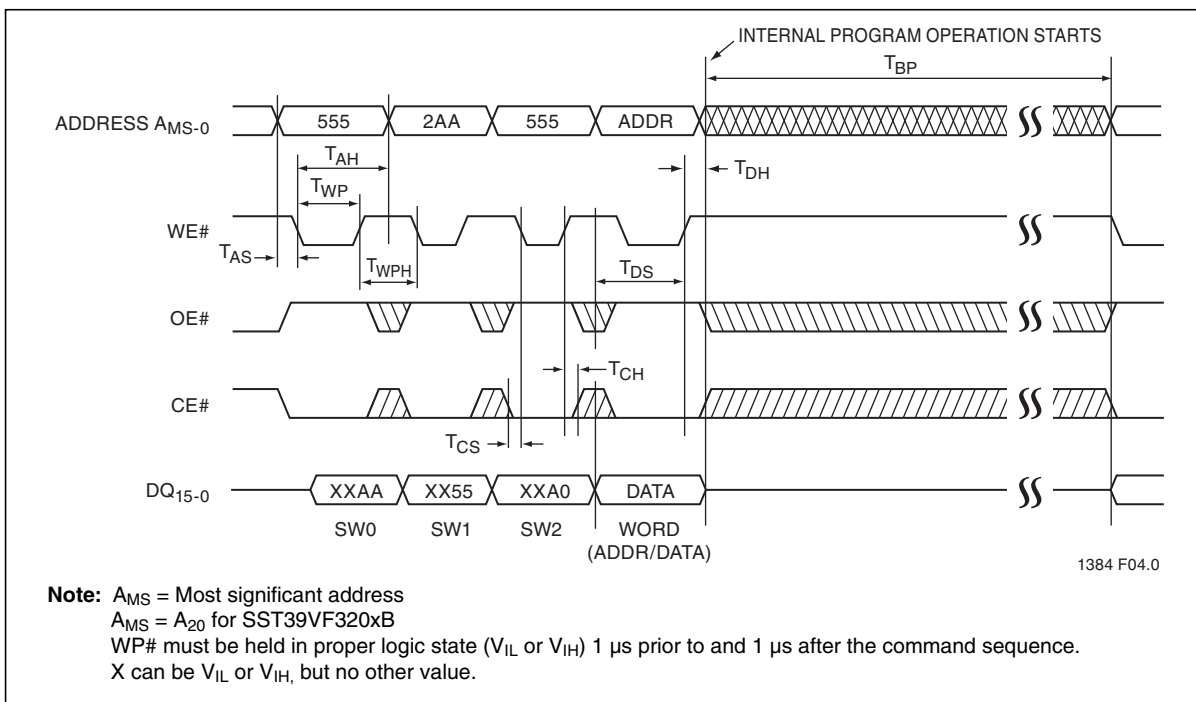 INTERNAL PROGRAM OPERATION STARTS
TBP
ADDRESS AMS-0
555
2AA
555
ADDR
TAH
TDH
TWP
WE#
TAS
TWPH
TDS
OE#
TCH
CE#
TCS
DQ15-0
XXAA
XX55
XXA0
DATA
SW0
SW1
SW2
WORD
(ADDR/DATA)
1384 F04.0
Note: AMS = Most significant address
AMS = A20 for SST39VF320xB
WP# must be held in proper logic state (VIL or VIH) 1 µs prior to and 1 µs after the command sequence.
X can be VIL or VIH, but no other value.